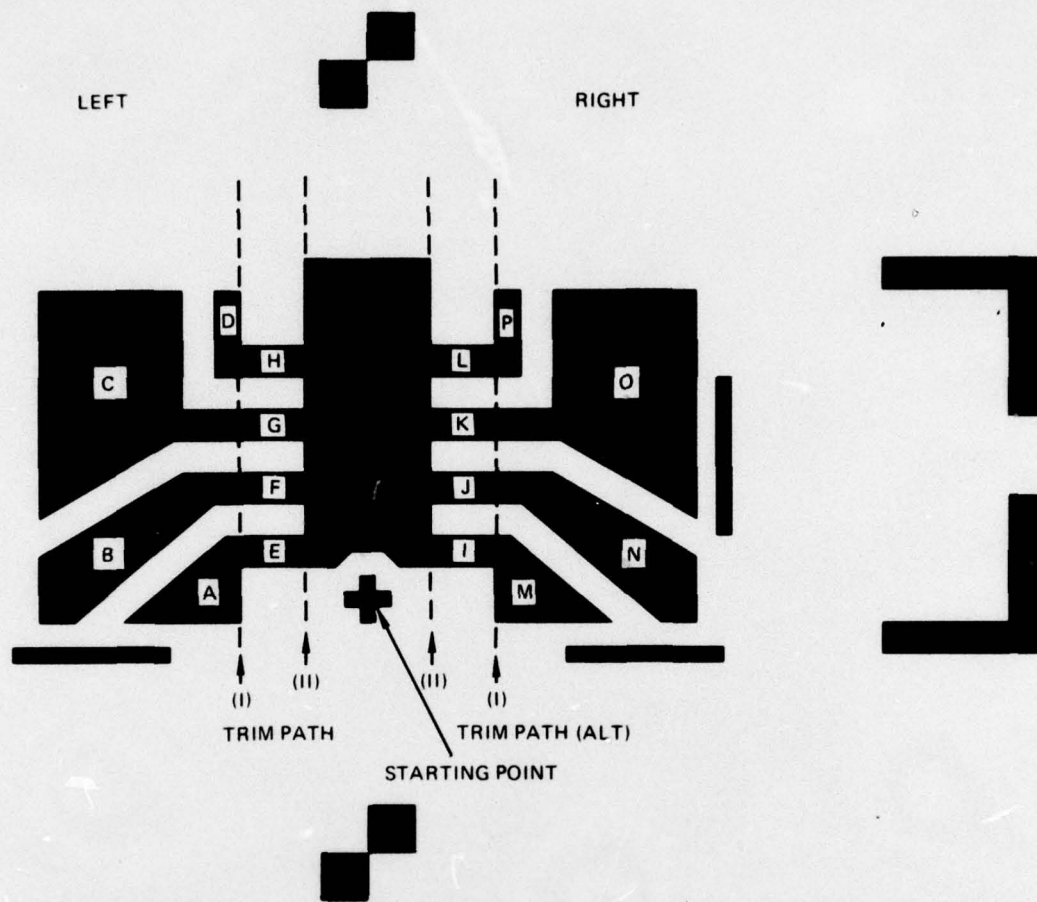 LEFT
RIGHT
D
P
H
L
C
O
G
K
F
J
B
E
I
N
A
M
(I)
(II)
(II)
(I)
TRIM PATH
TRIM PATH (ALT)
STARTING POINT